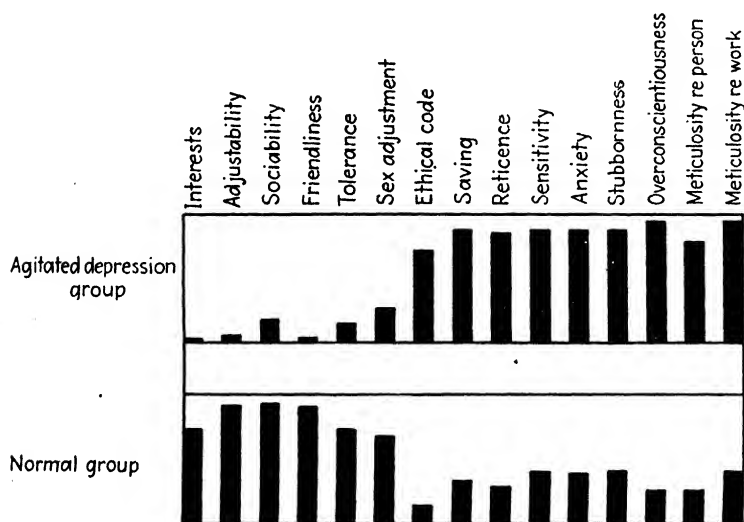 Interests
Adjustability
Sociability
Friendliness
Tolerance
Sex adjustment
Ethical code
Saving
Reticence
Sensitivity
Anxiety
Stubbornness
Overconscientiousness
Meticulosity re person
Meticulosity re work
Agitated depression
group
Normal group